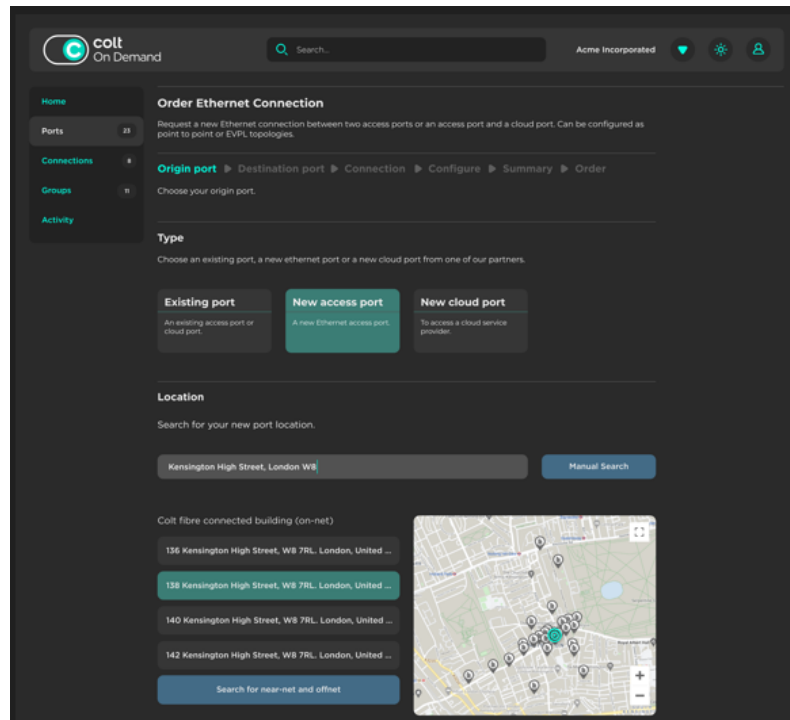 colt
On Demand
Search...
Acme Incorporated
Home
Ports 23
Connections 8
Groups 11
Activity
Order Ethernet Connection
Request a new Ethernet connection between two access ports or an access port and a cloud port. Can be configured as
point to point or EVPL topologies.
Origin port Destination port Connection Configure Summary Order
Choose your origin port.
Type
Choose an existing port, a new ethernet port or a new cloud port from one of our partners.
Existing port
An existing access port or
cloud port.
New access port
A new Ethernet access port.
New cloud port
To access a cloud service
provider.
Location
Search for your new port location.
Kensington High Street, London W8
Manual Search
Colt fibre connected building (on-net)
136 Kensington High Street, W8 7RL. London, United ...
138 Kensington High Street, W8 7RL. London, United ...
140 Kensington High Street, W8 7RL. London, United ...
142 Kensington High Street, W8 7RL. London, United ...
Search for near-net and offnet